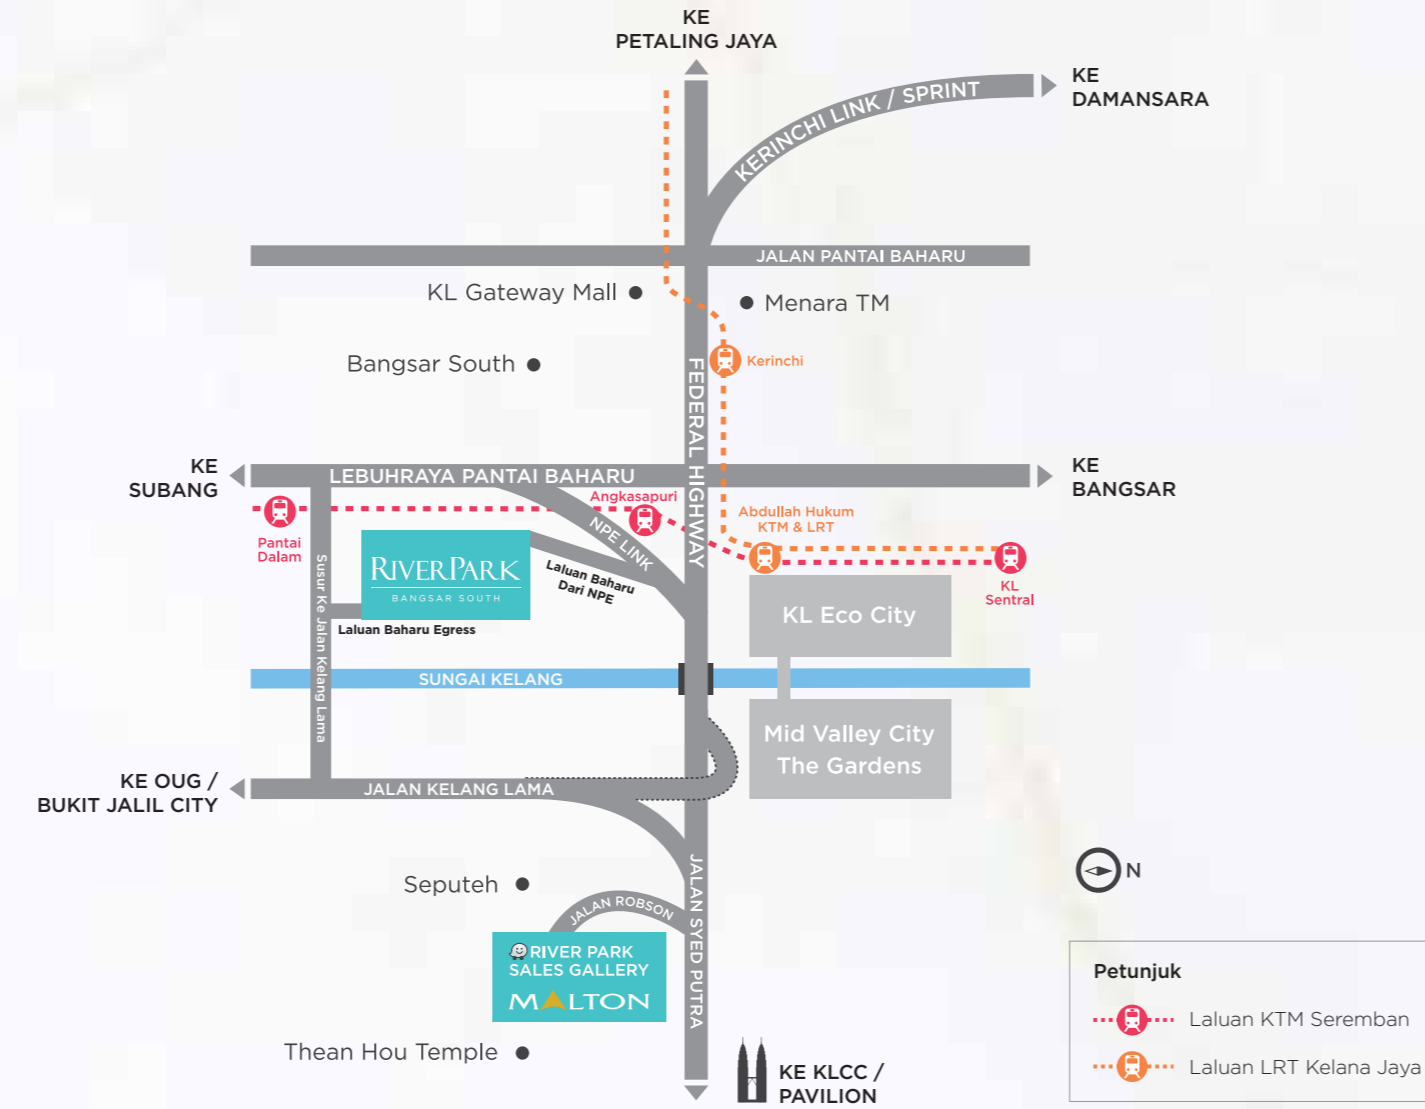 KE
PETALING JAYA
KE
DAMANSARA
KERINCHI LINK / SPRINT
JALAN PANTAI BAHARU
KL Gateway Mall
Menara TM
Kerinchi
Bangsar South
FEDERAL HIGHWAY
KE
SUBANG
LEBUHRAYA PANTAI BAHARU
KE
BANGSAR
Angkasapuri
Abdullah Hukum
KTM & LRT
NPE LINK
Pantai
Dalam
RIVERPARK
BANGSAR SOUTH
Laluan Baharu
Dari NPE
KL
Sentral
Susur Ke Jalan Kelang Lama
Laluan Baharu Egress
KL Eco City
SUNGAI KELANG
Mid Valley City
The Gardens
KE OUG /
BUKIT JALIL CITY
JALAN KELANG LAMA
Seputeh
JALAN ROBSON
JALAN SYED PUTRA
N
RIVER PARK
SALES GALLERY
MALTON
Thean Hou Temple
KE KLCC /
PAVILION
Petunjuk
Laluan KTM Seremban
Laluan LRT Kelana Jaya